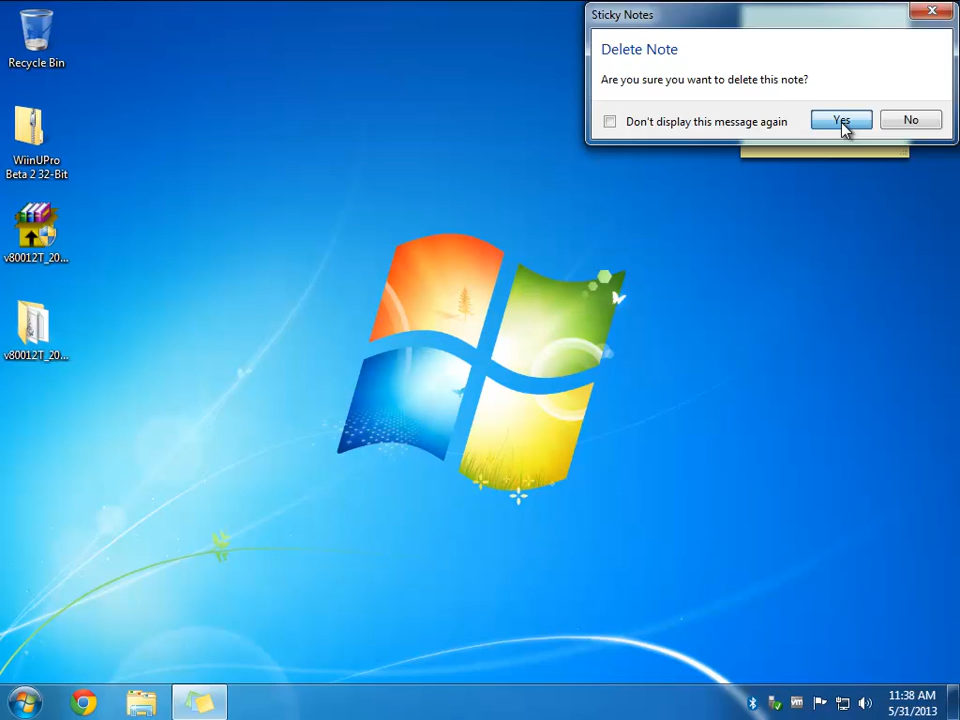 Sticky Notes
Delete Note
Are you sure you want to delete this note?
Don't display this message again
Yes
No
Recycle Bin
WiinUPro
Beta 2 32-Bit
v80012T_20...
v80012T_20...
vm
11:38 AM
5/31/2013